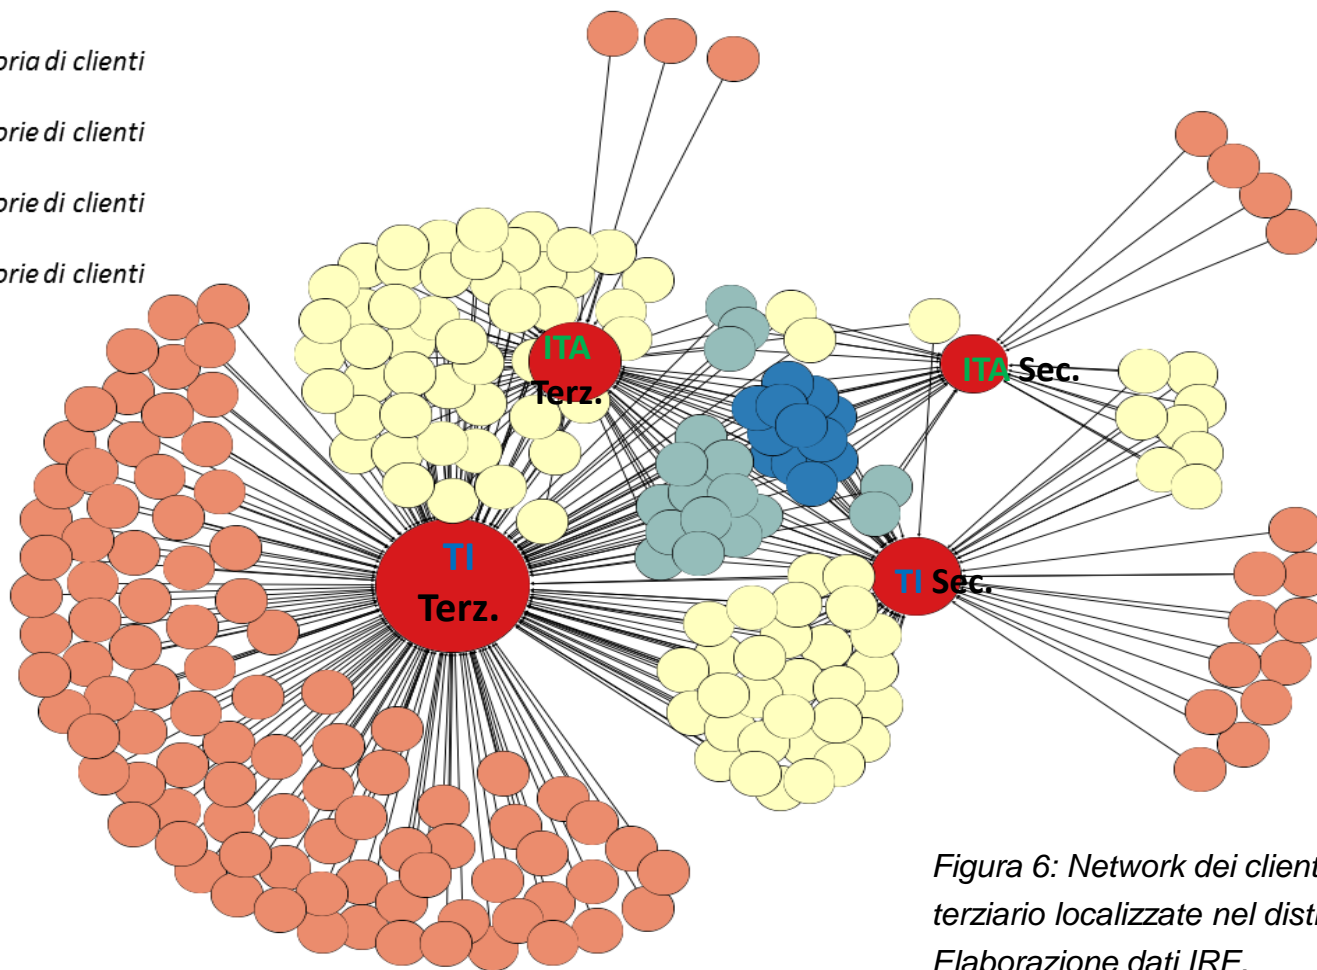 oria di clienti
orie di clienti
orie di clienti
orie di clienti
ITA
Terz.
ITA Sec.
TI
Terz.
TI Sec.
Figura 6: Network dei client
terziario localizzate nel dist
Elaborazione dati IRE.